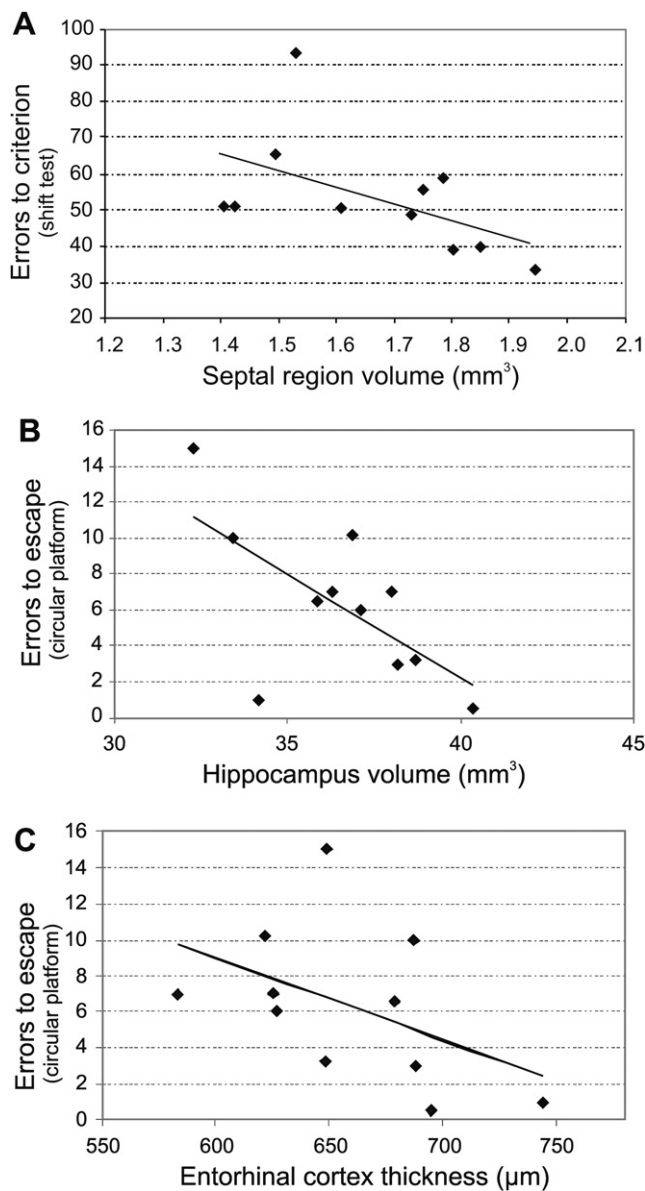 A
Errors to criterion
(shift test)
100
90
80
70
60
50
40
30
20
1.2 1.3 1.4 1.5 1.6 1.7 1.8 1.9 2.0 2.1
Septal region volume (mm³)
B
Errors to escape
(circular platform)
16
14
12
10
8
6
4
2
0
30 35 40 45
Hippocampus volume (mm³)
C
Errors to escape
(circular platform)
16
14
12
10
8
6
4
2
0
550 600 650 700 750
Entorhinal cortex thickness (µm)